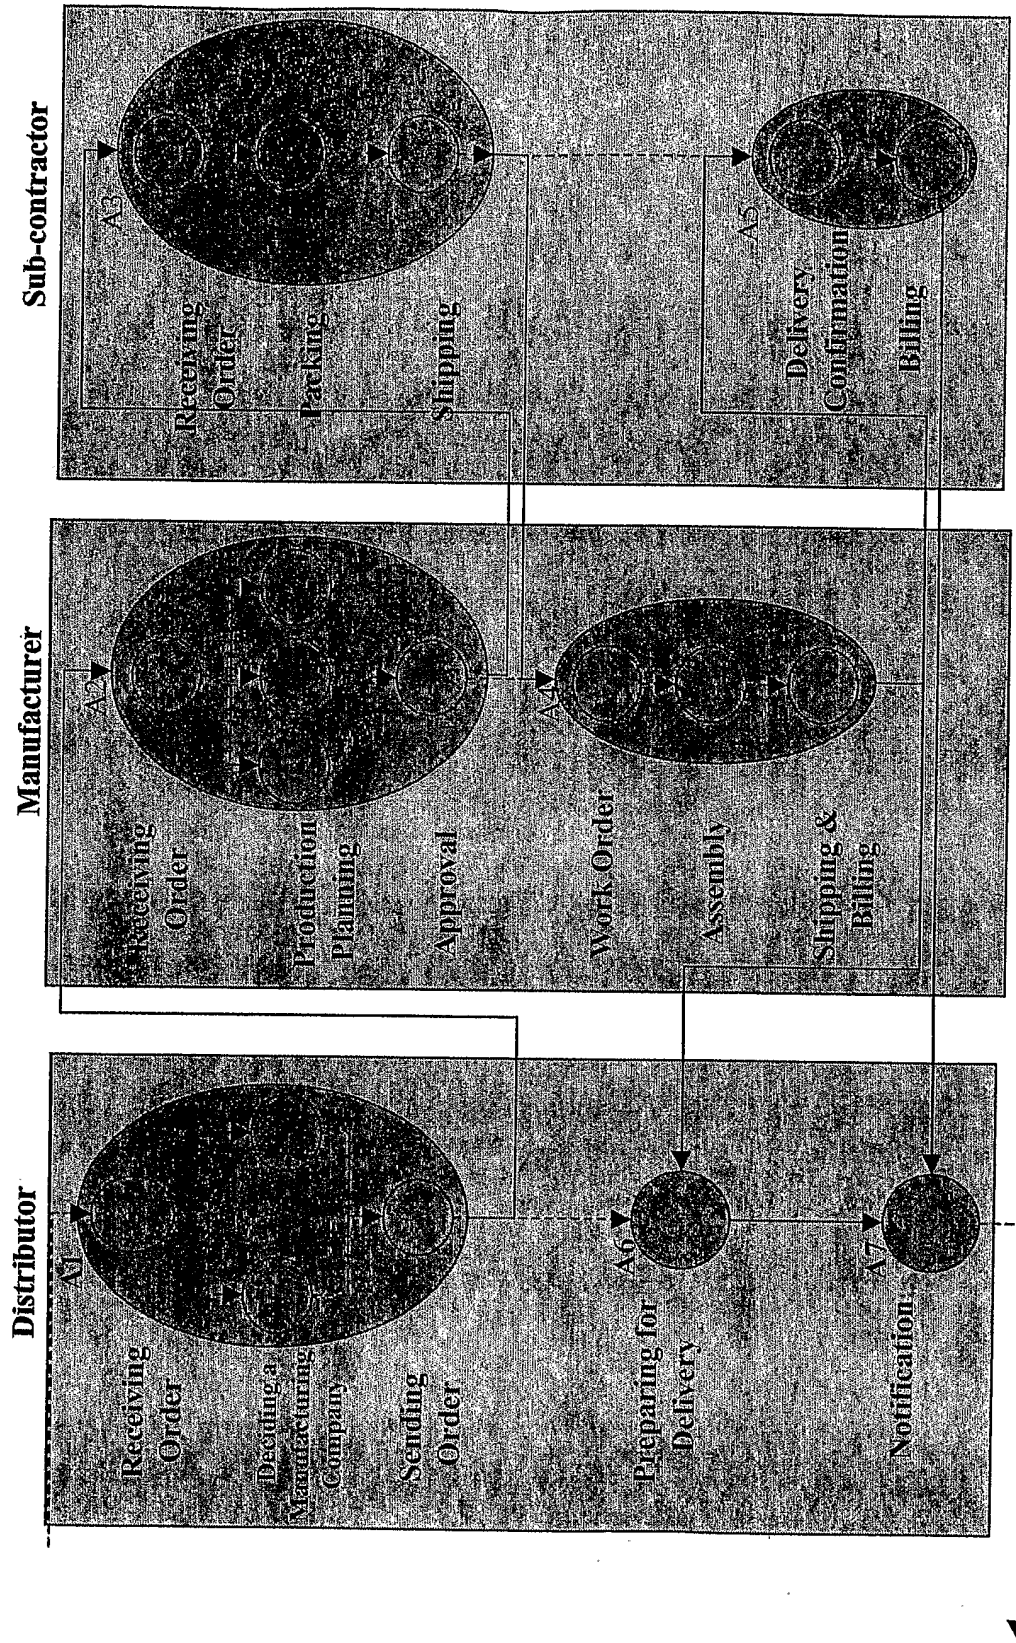 Distributor
A1
Receiving
Order
Deciding a
Manufacturing
Company
Sending
Order
A6
Preparing for
Delivery
A7
Notification
Manufacturer
A2
Receiving
Order
Production
Planning
Approval
A4
Work Order
Assembly
Shipping &
Billing
Sub-contractor
A3
Receiving
Order
Packing
Shipping
A5
Delivery
Confirmation
Billing